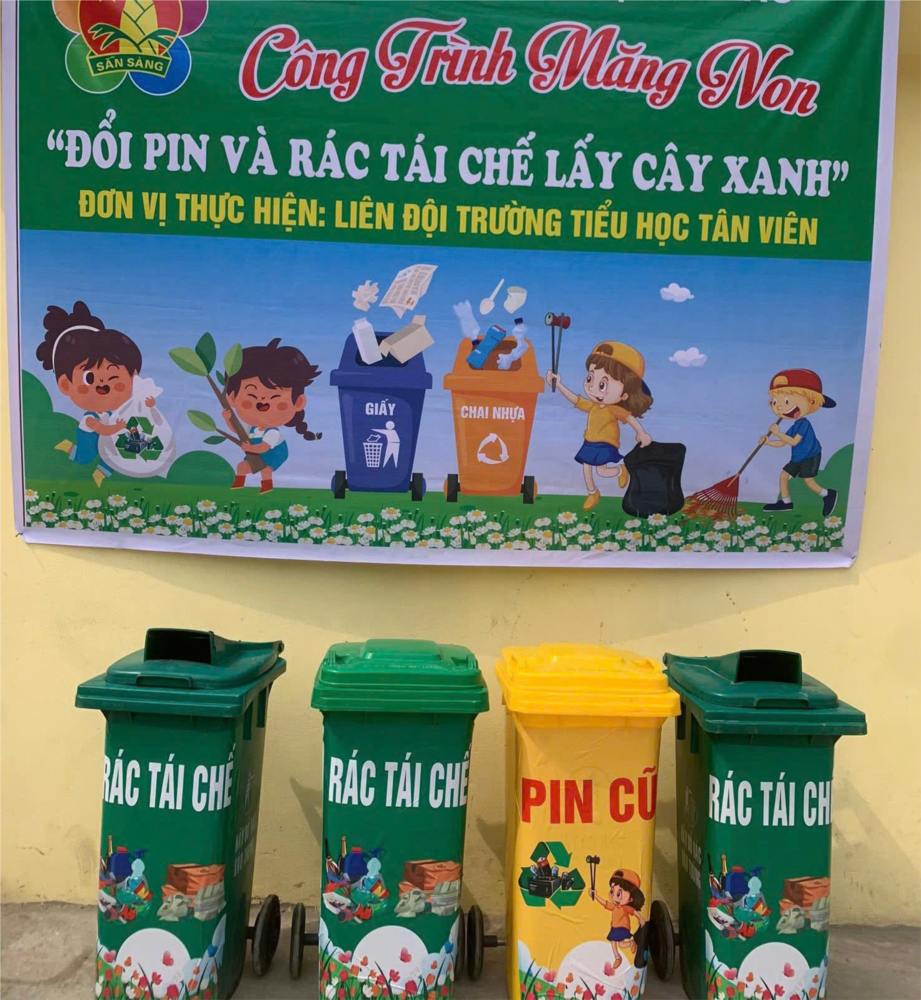 SẴN SÀNG
Công Trình Măng Non
“ĐỔI PIN VÀ RÁC TÁI CHẾ LẤY CÂY XANH”
ĐƠN VỊ THỰC HIỆN: LIÊN ĐỘI TRƯỜNG TIỂU HỌC TÂN VIÊN
GIẤY
CHAI NHỰA
RÁC TÁI CHẾ
RÁC TÁI CHẾ
PIN CŨ
RÁC TÁI CH